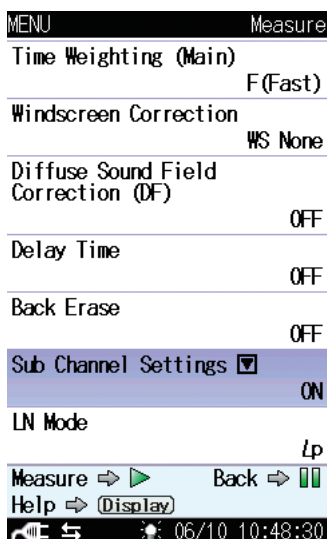 MENU Measure
Time Weighting (Main)
F(Fast)
Windscreen Correction
WS None
Diffuse Sound Field
Correction (DF)
OFF
Delay Time
OFF
Back Erase
OFF
Sub Channel Settings
ON
LN Mode
Lp
Measure ⇨ Back ⇨
Help ⇨ (Display)
06/10 10:48:30